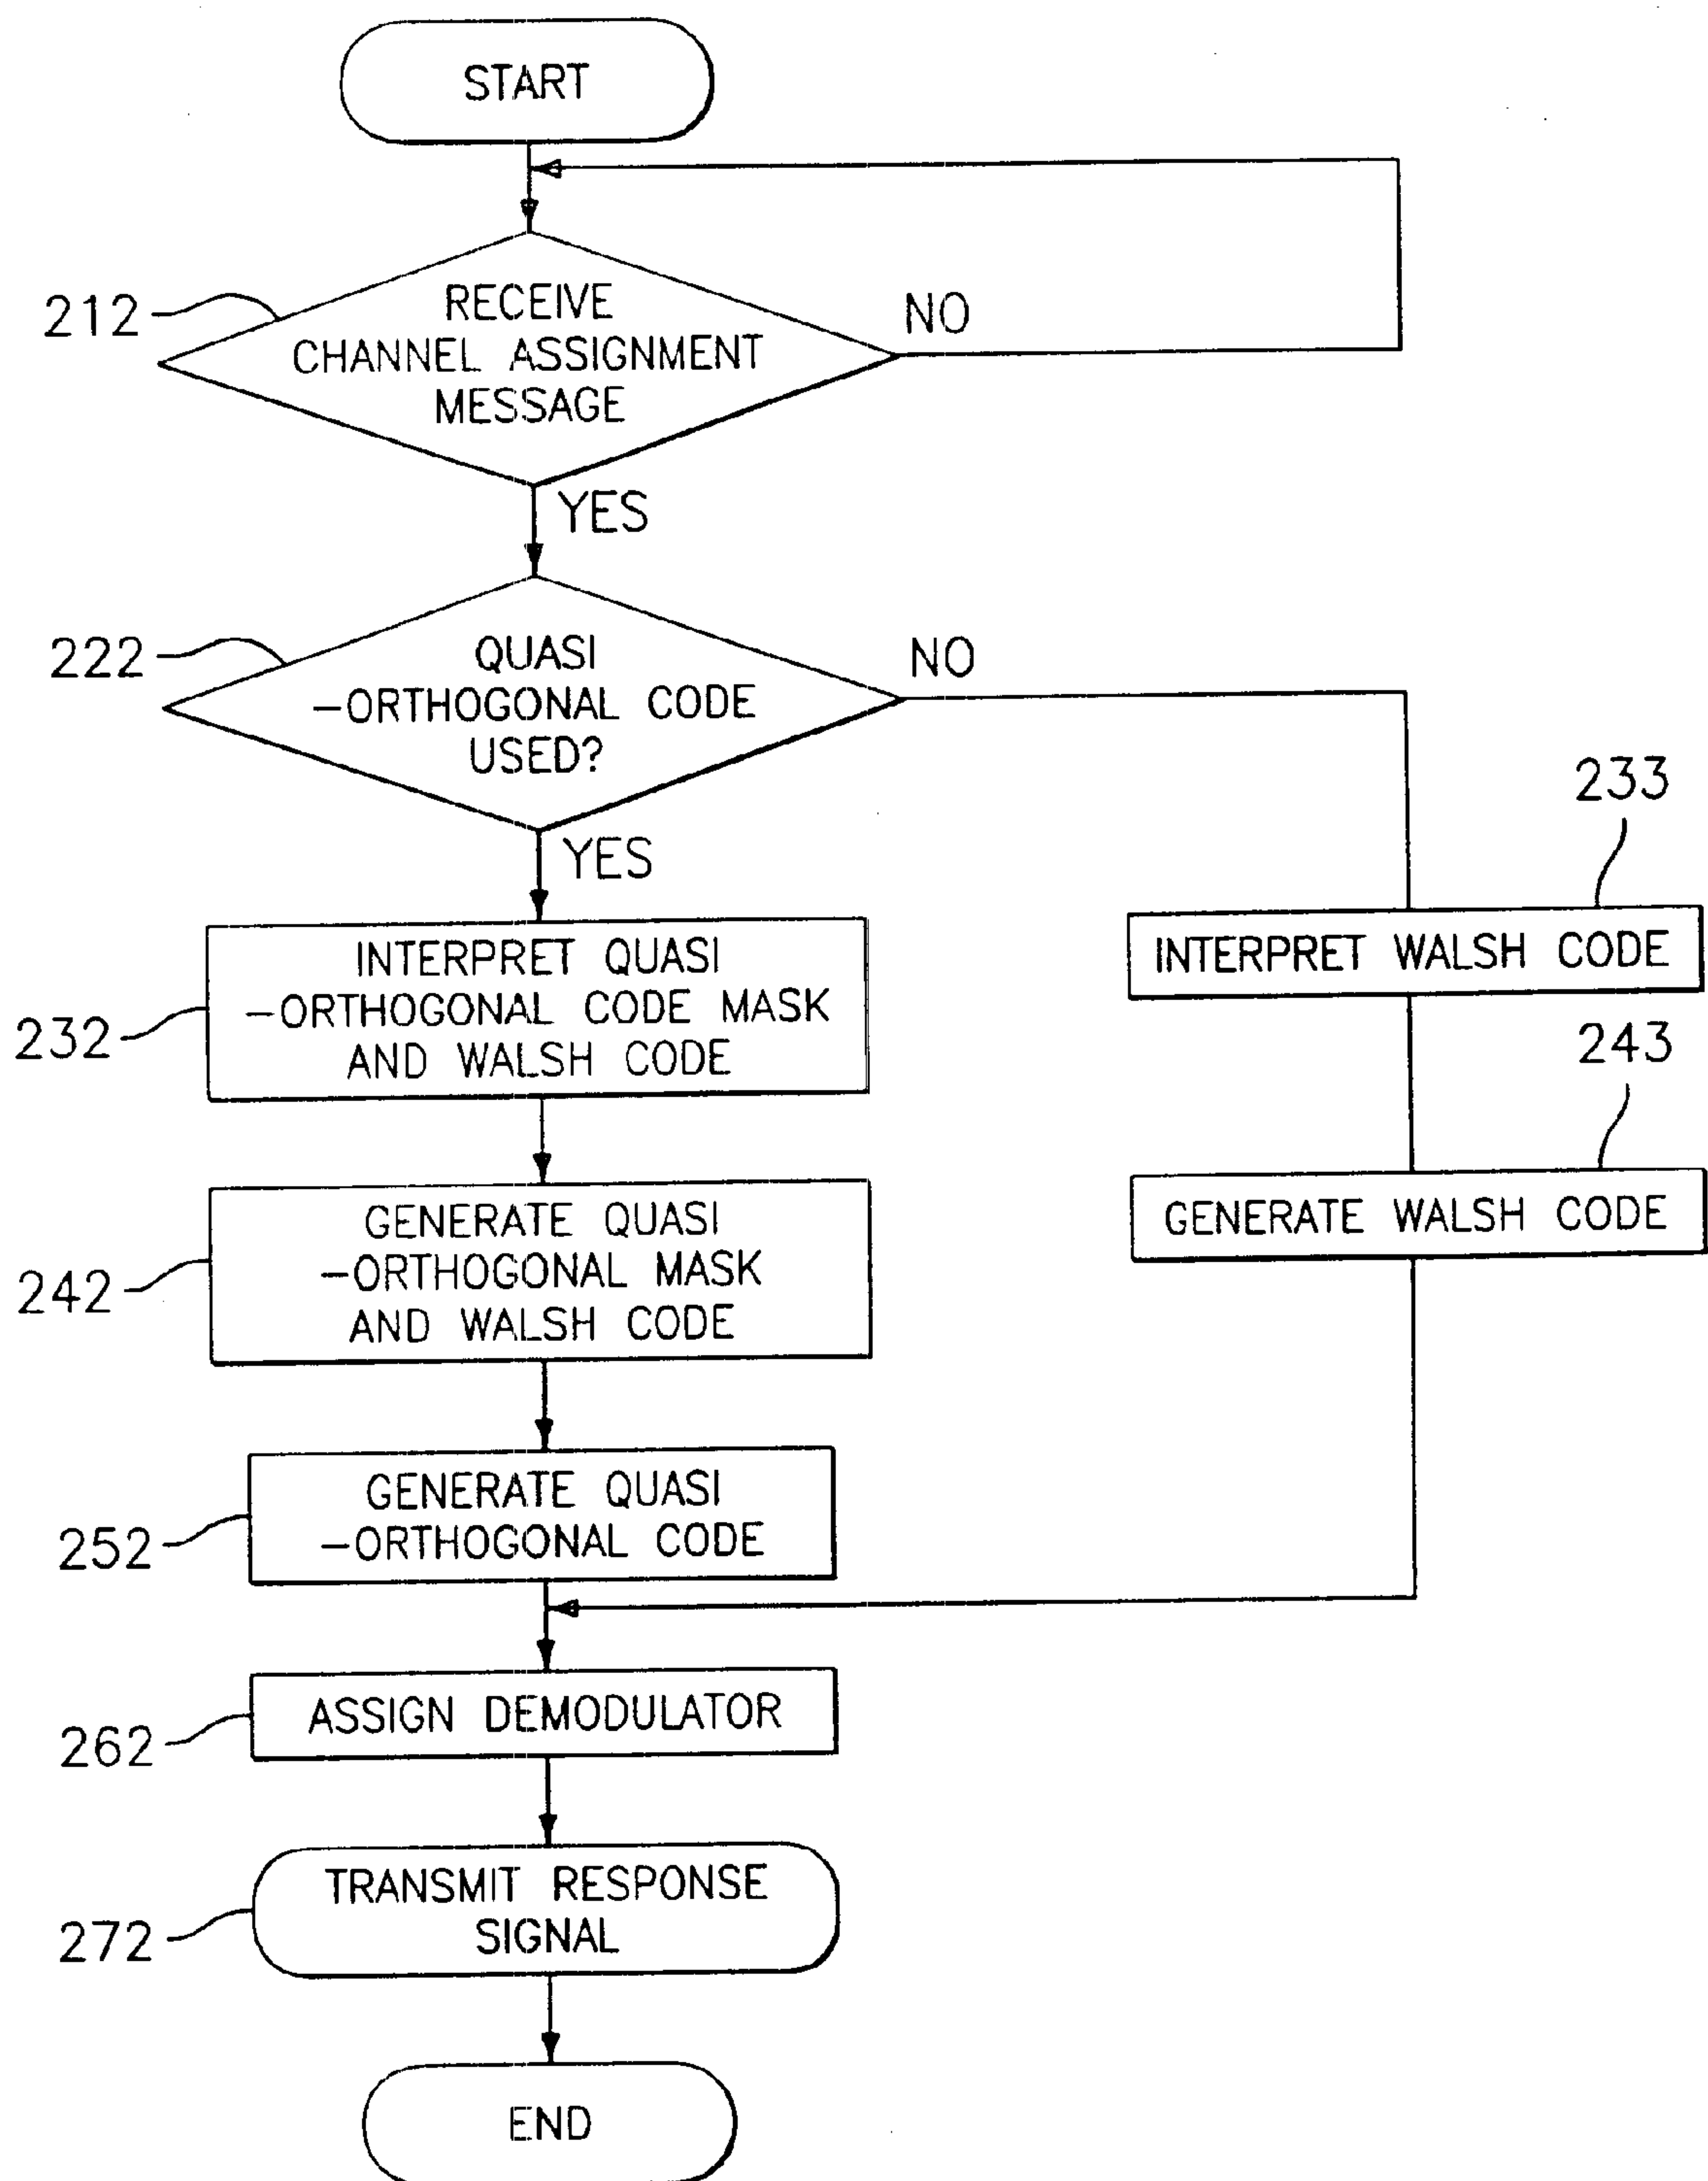 START
212
RECEIVE
CHANNEL ASSIGNMENT
MESSAGE
NO
YES
222
QUASI
-ORTHOGONAL CODE
USED?
NO
YES
233
INTERPRET WALSH CODE
232
INTERPRET QUASI
-ORTHOGONAL CODE MASK
AND WALSH CODE
243
GENERATE WALSH CODE
242
GENERATE QUASI
-ORTHOGONAL MASK
AND WALSH CODE
252
GENERATE QUASI
-ORTHOGONAL CODE
262
ASSIGN DEMODULATOR
272
TRANSMIT RESPONSE
SIGNAL
END